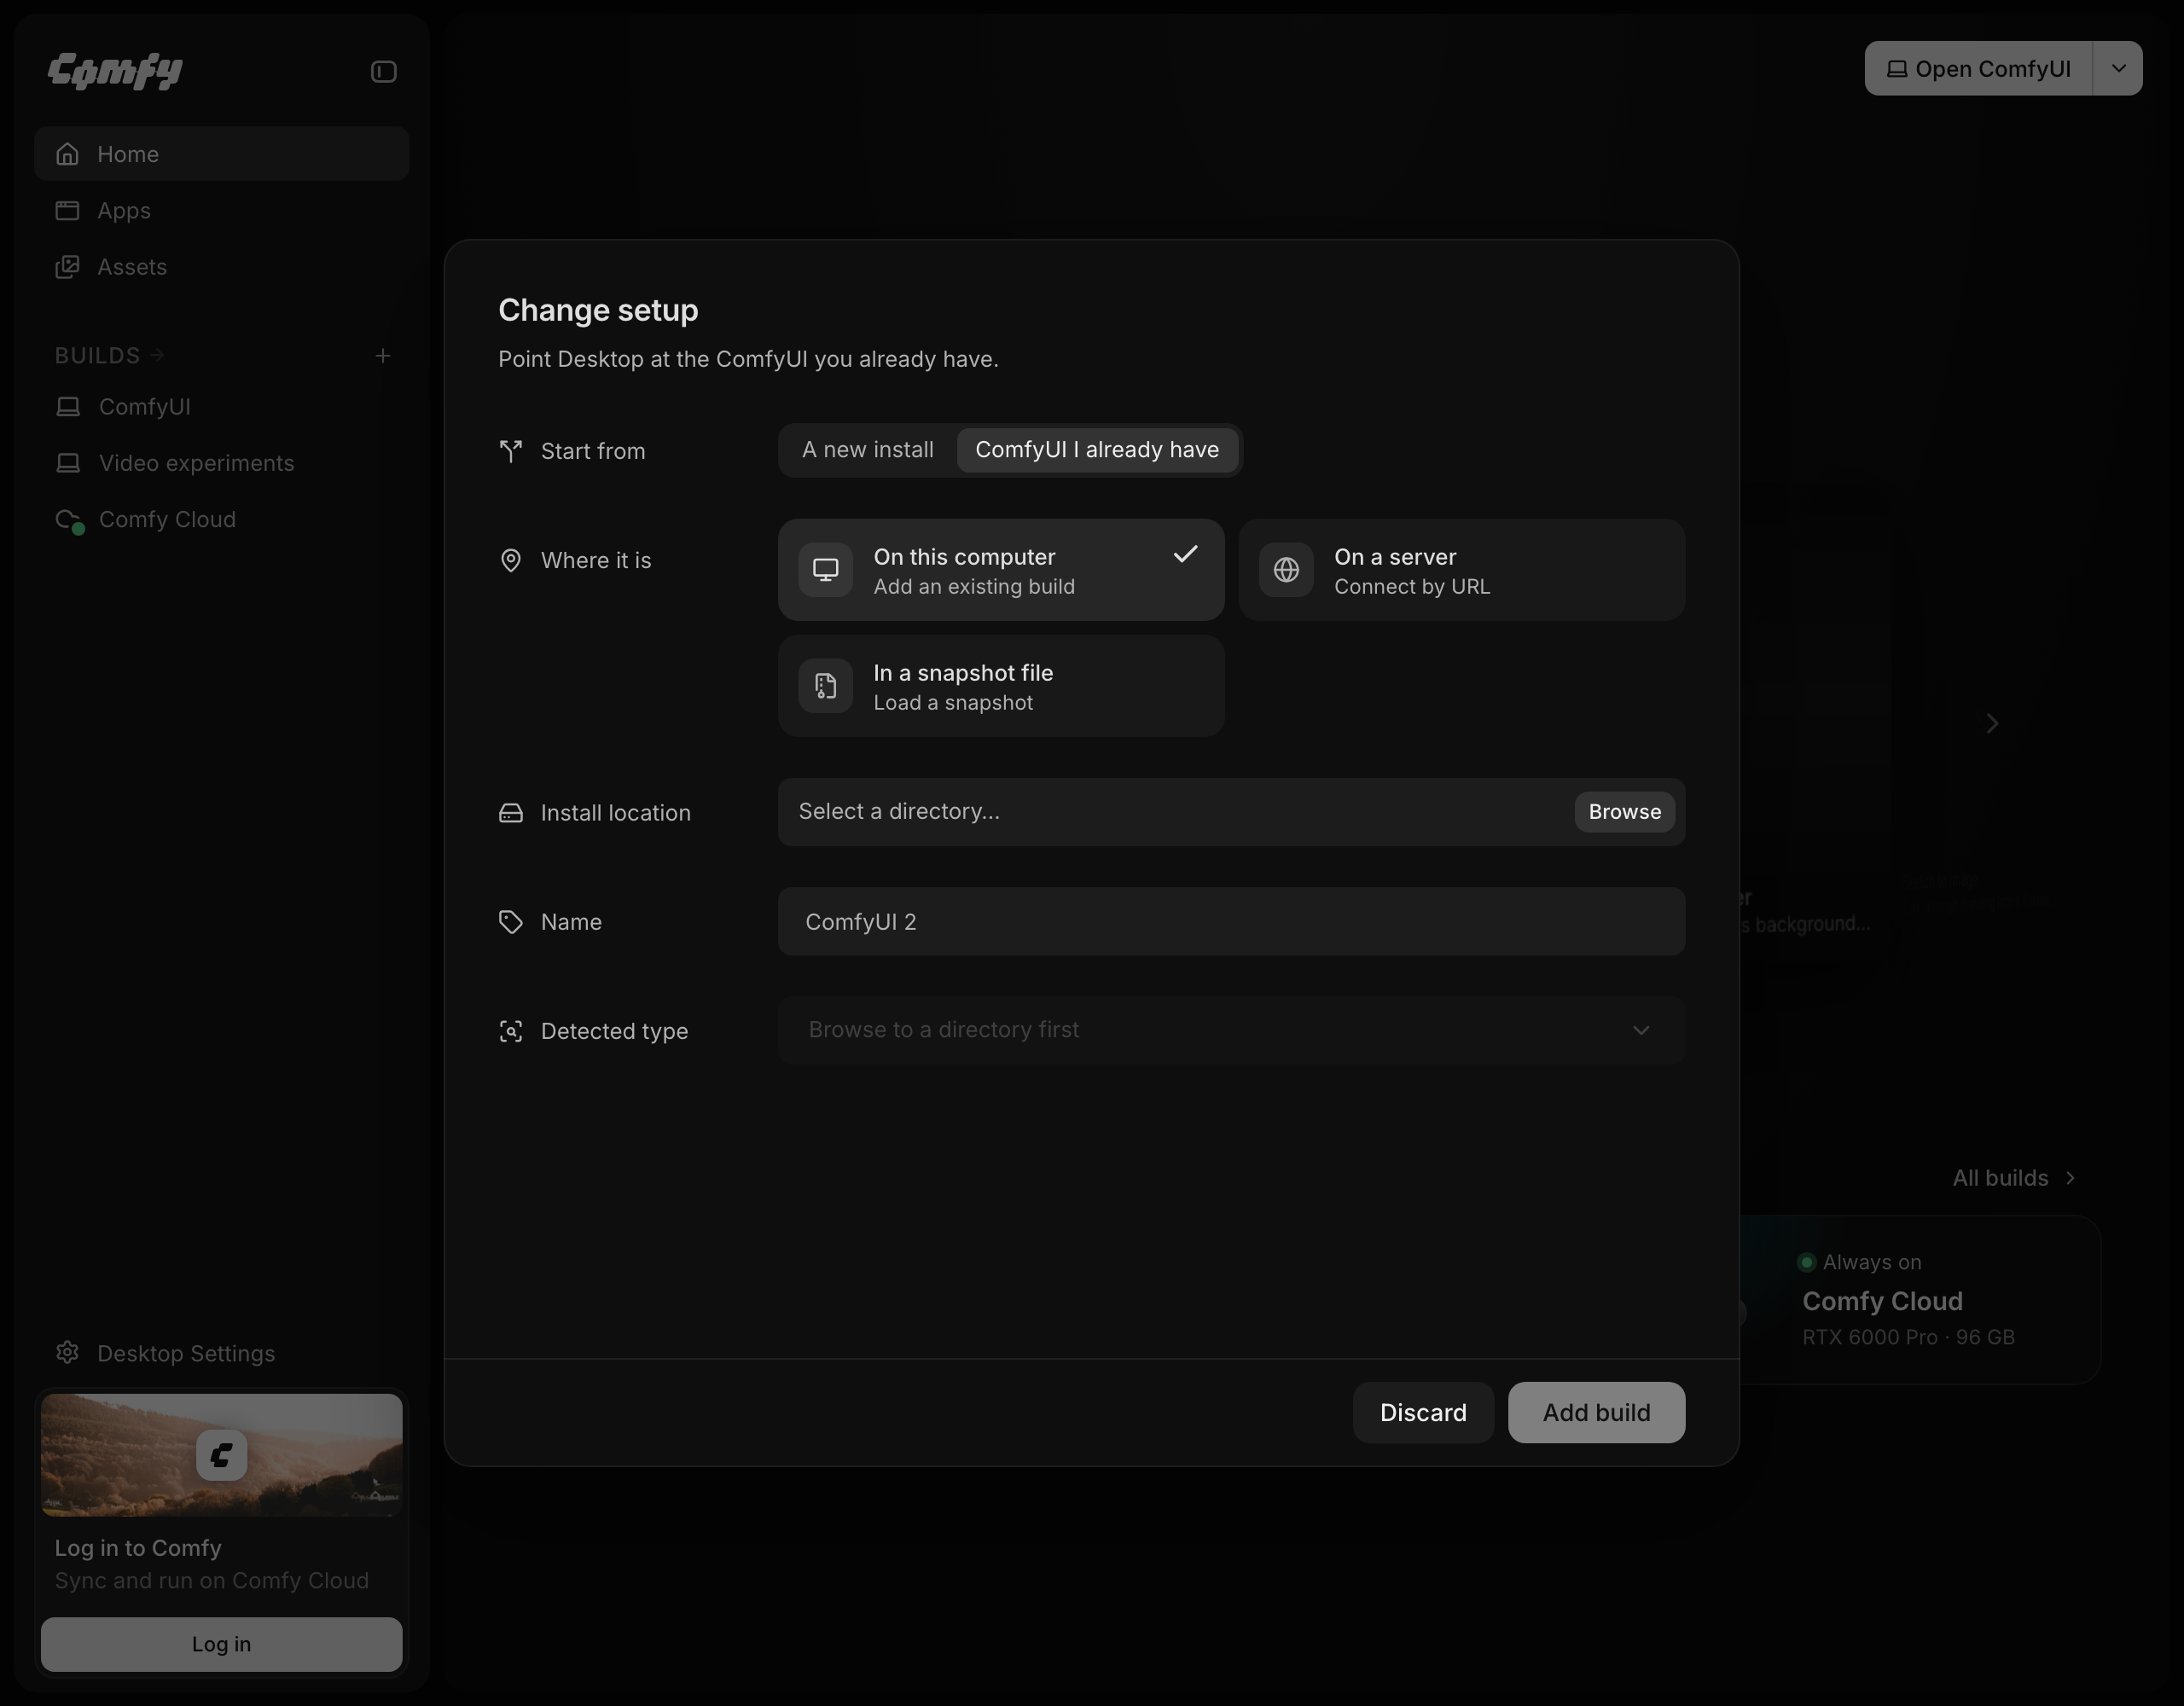 Comfy
Open ComfyUI
Home
Apps
Assets
BUILDS
ComfyUI
Video experiments
Comfy Cloud
Change setup
Point Desktop at the ComfyUI you already have.
Start from
A new install
ComfyUI I already have
Where it is
On this computer
Add an existing build
On a server
Connect by URL
In a snapshot file
Load a snapshot
Install location
Select a directory...
Browse
Name
ComfyUI 2
Detected type
Browse to a directory first
Discard
Add build
s background...
All builds
Always on
Comfy Cloud
RTX 6000 Pro · 96 GB
Desktop Settings
Log in to Comfy
Sync and run on Comfy Cloud
Log in